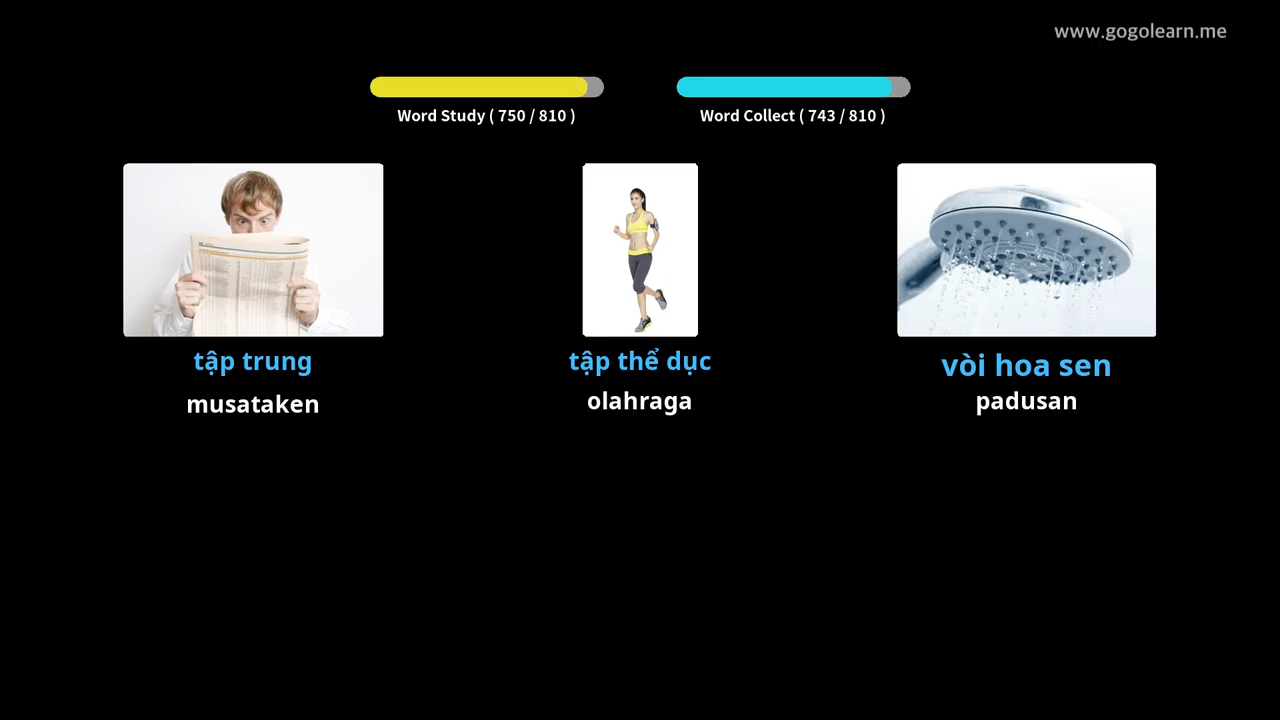 www.gogolearn.me
Word Study ( 750 / 810 )
Word Collect ( 743 / 810 )
tập trung
musataken
tập thể dục
olahraga
vòi hoa sen
padusan